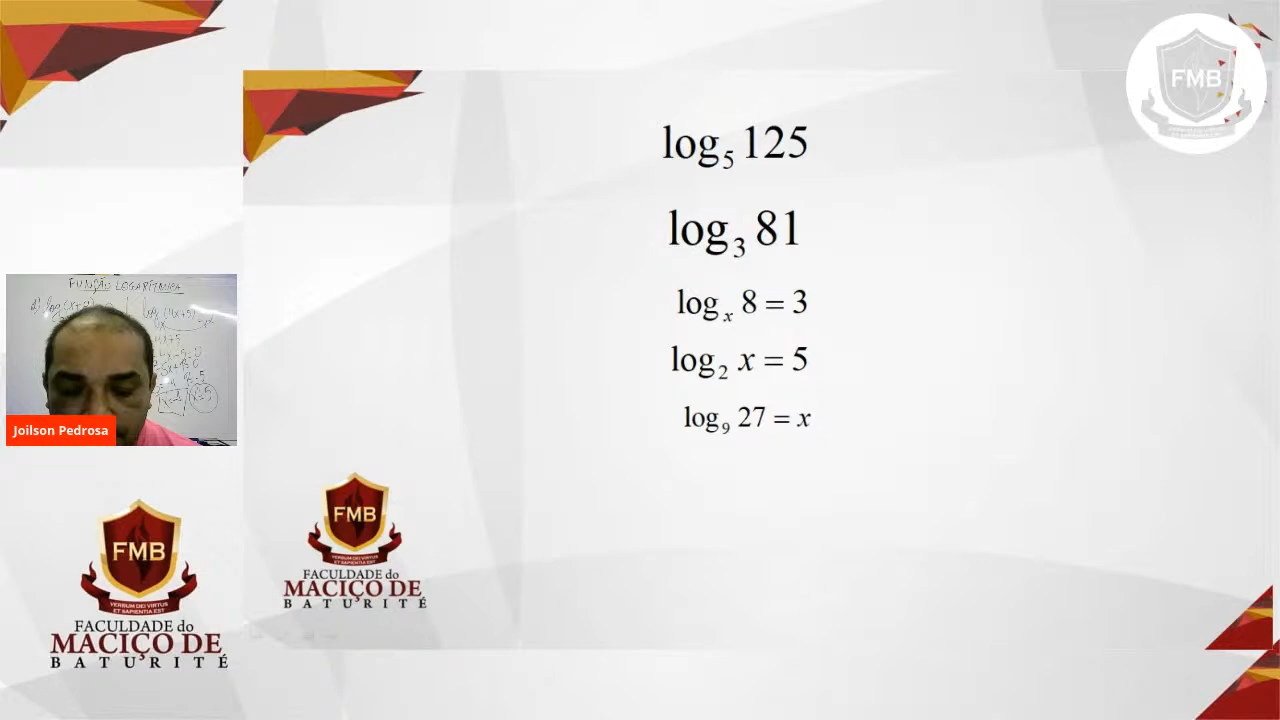 FMB
log₅ 125
log₃ 81
logₓ 8 = 3
log₂ x = 5
log₉ 27 = x
FUNÇÃO LOGARÍTMICA
Joilson Pedrosa
FMB
VERBUM DEI VIRTUS
ET SAPIENTIA EST
FACULDADE do
MACIÇO DE
BATURITÉ
FMB
VERBUM DEI VIRTUS
ET SAPIENTIA EST
FACULDADE do
MACIÇO DE
BATURITÉ